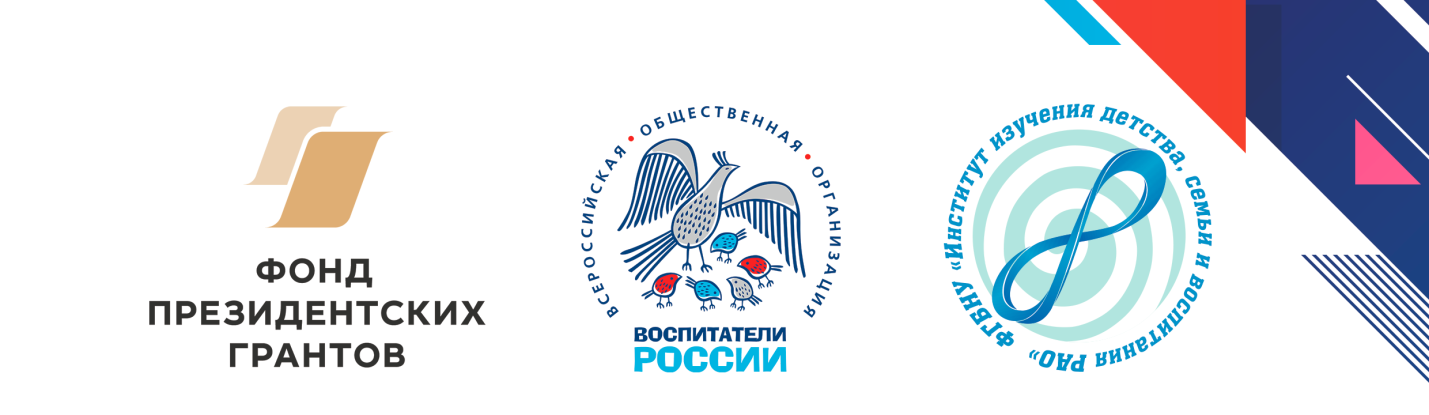 ФОНД
ПРЕЗИДЕНТСКИХ
ГРАНТОВ
ВСЕРОССИЙСКАЯ • ОБЩЕСТВЕННАЯ • ОРГАНИЗАЦИЯ
ВОСПИТАТЕЛИ
РОССИИ
ФГБНУ «Институт изучения детства, семьи и воспитания РАО»